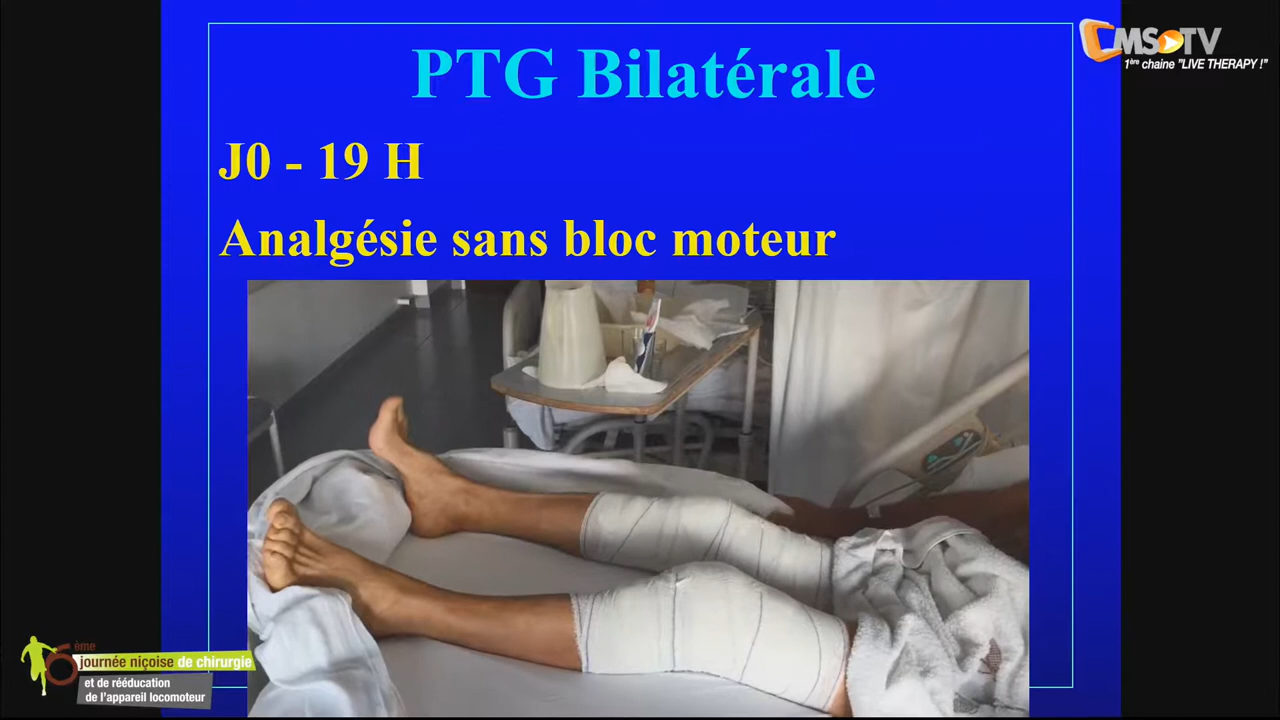 PTG Bilatérale
J0 - 19 H
Analgésie sans bloc moteur
CMS TV
1ère chaine "LIVE THERAPY !"
6ème
journée niçoise de chirurgie
et de rééducation
de l'appareil locomoteur